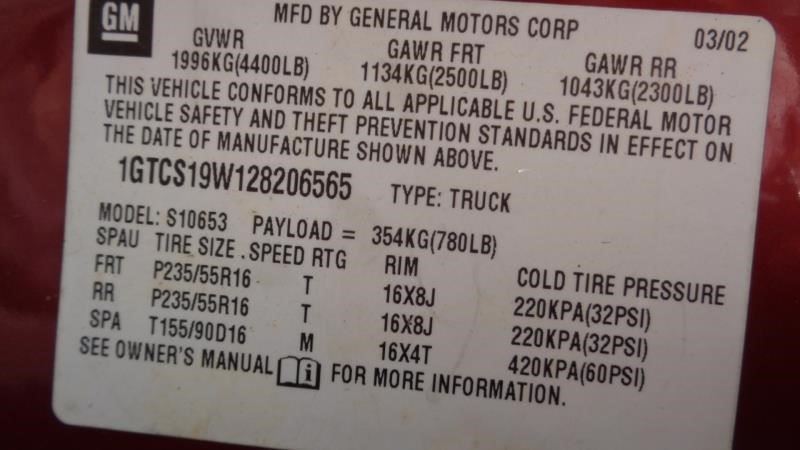 GM
MFD BY GENERAL MOTORS CORP 03/02
GVWR GAWR FRT GAWR RR
1996KG(4400LB) 1134KG(2500LB) 1043KG(2300LB)
THIS VEHICLE CONFORMS TO ALL APPLICABLE U.S. FEDERAL MOTOR
VEHICLE SAFETY AND THEFT PREVENTION STANDARDS IN EFFECT ON
THE DATE OF MANUFACTURE SHOWN ABOVE.
1GTCS19W128206565 TYPE: TRUCK
MODEL: S10653 PAYLOAD = 354KG(780LB)
SPAU TIRE SIZE .SPEED RTG RIM COLD TIRE PRESSURE
FRT P235/55R16 T 16X8J 220KPA(32PSI)
RR P235/55R16 T 16X8J 220KPA(32PSI)
SPA T155/90D16 M 16X4T 420KPA(60PSI)
SEE OWNER'S MANUAL i FOR MORE INFORMATION.